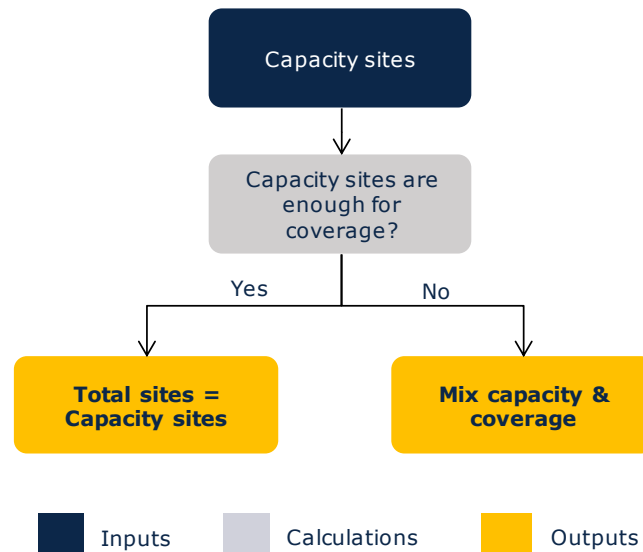 Capacity sites
Capacity sites are
enough for
coverage?
Yes
No
Total sites =
Capacity sites
Mix capacity &
coverage
Inputs
Calculations
Outputs